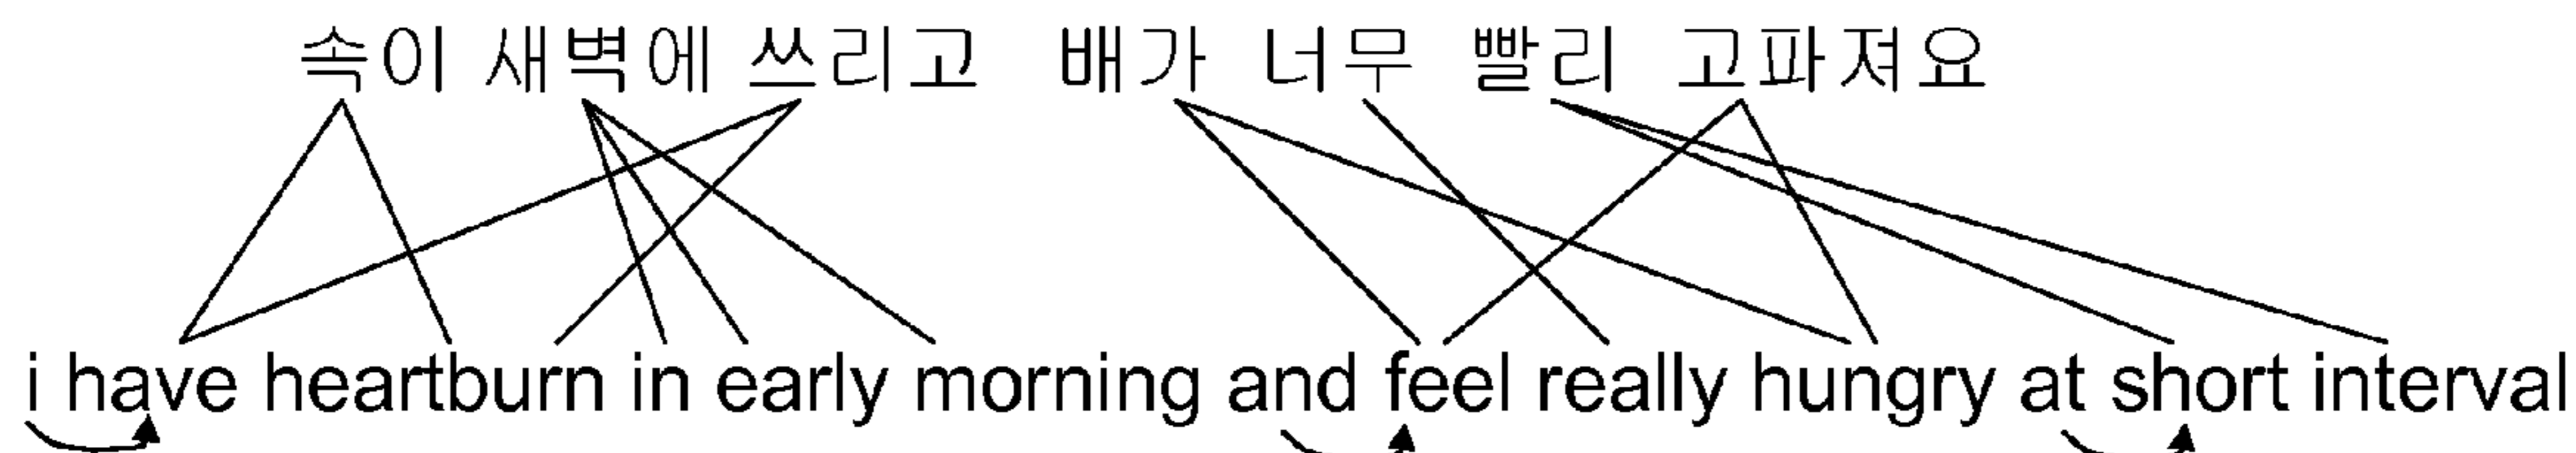 속이 새벽에 쓰리고 배가 너무 빨리 고파져요
i have heartburn in early morning and feel really hungry at short interval